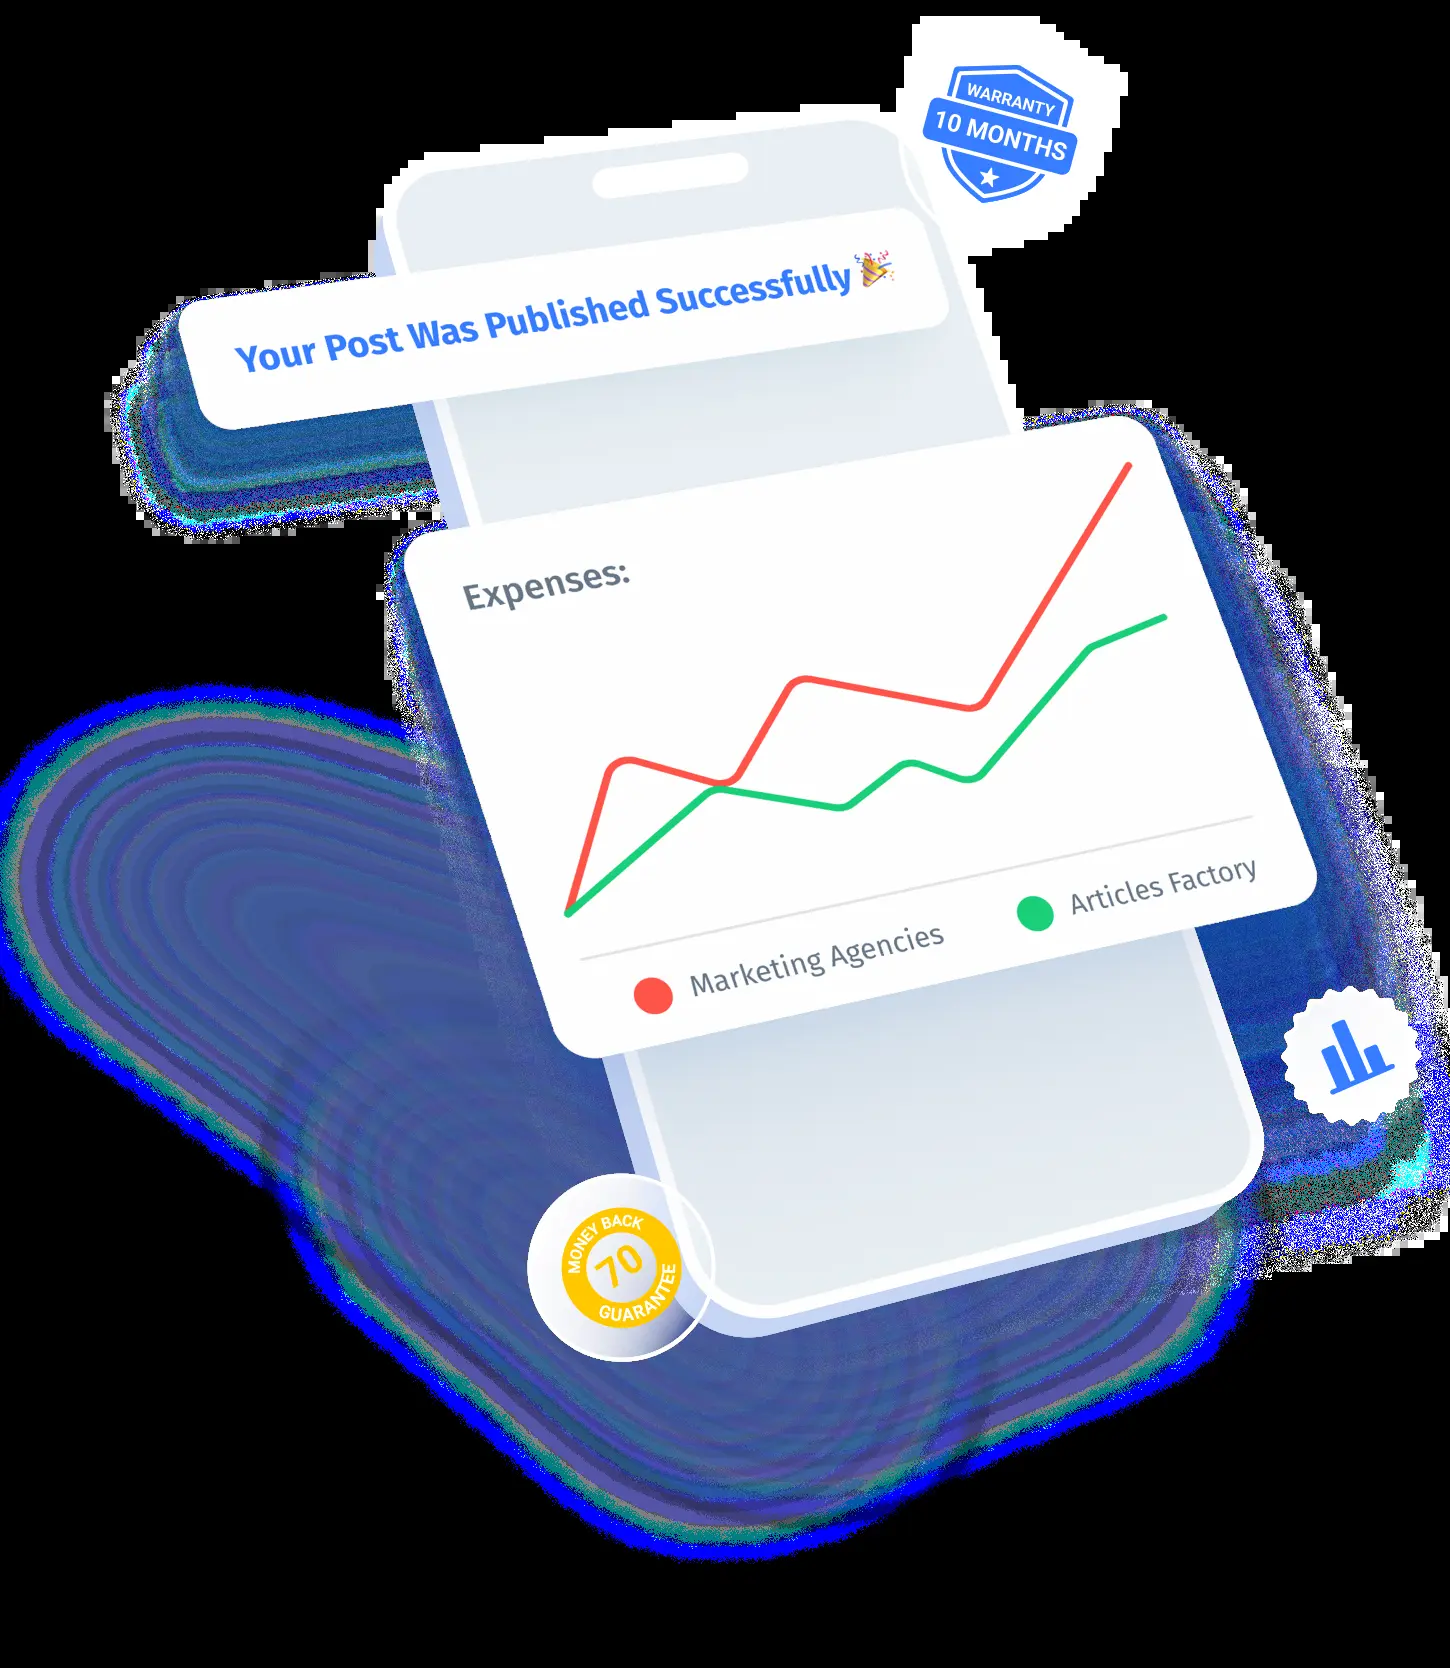 WARRANTY
10 MONTHS
Your Post Was Published Successfully🎉
Expenses:
Marketing Agencies
Articles Factory
MONEY BACK
70
GUARANTEE